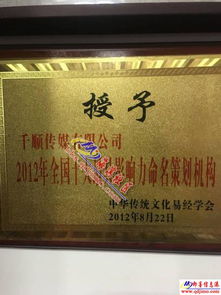 授予
千顺传媒有限公司
2012年全国十大 影响力命名策划机构
中华传统文化易经学会
2012年8月22日